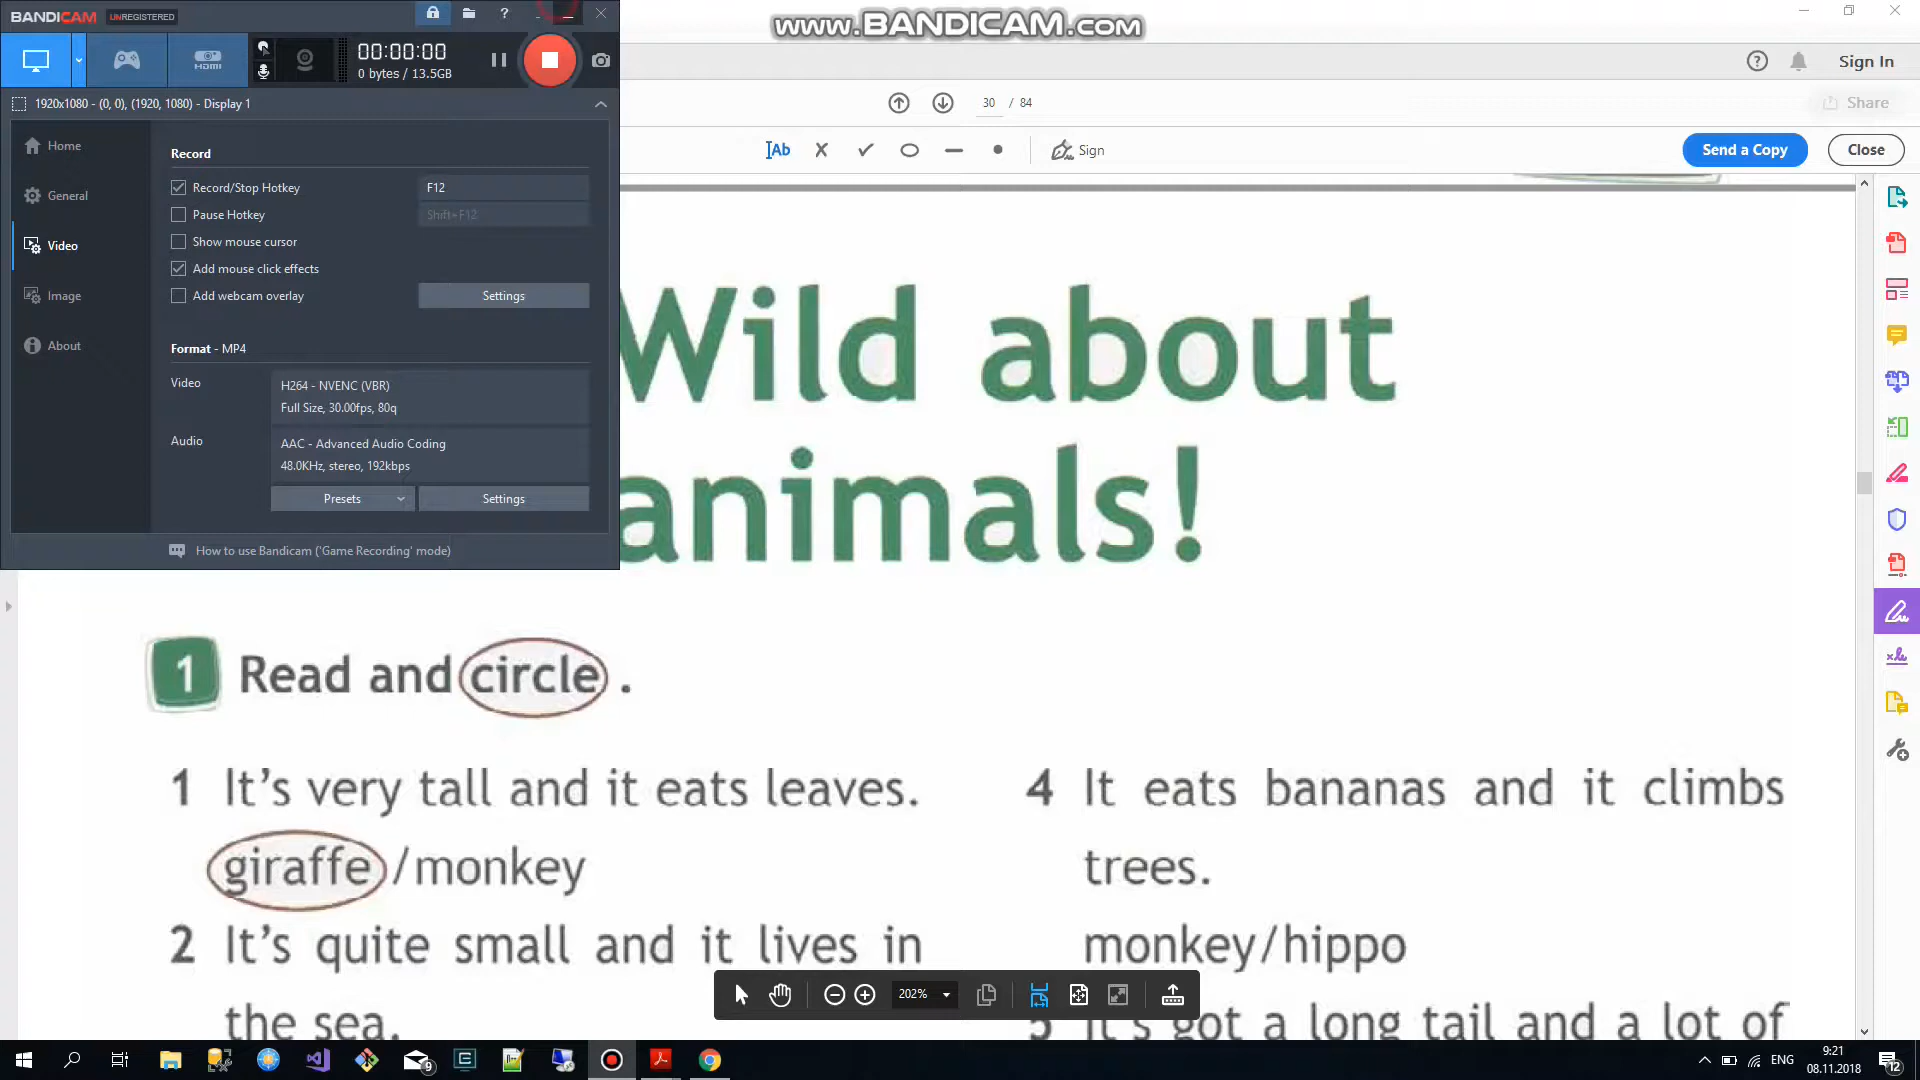 BANDICAM UNREGISTERED
?
www.BANDICAM.com
HDMI
00:00:00
0 bytes / 13.5GB
Sign In
1920x1080 - (0, 0), (1920, 1080) - Display 1
30 / 84
Share
Home
General
Video
Image
About
Record
Record/Stop Hotkey F12
Pause Hotkey Shift+F12
Show mouse cursor
Add mouse click effects
Add webcam overlay Settings
Format - MP4
Video H264 - NVENC (VBR)
Full Size, 30.00fps, 80q
Audio AAC - Advanced Audio Coding
48.0KHz, stereo, 192kbps
Presets Settings
How to use Bandicam ('Game Recording' mode)
Ab
Sign
Send a Copy
Close
Wild about
animals!
1 Read and circle .
1 It's very tall and it eats leaves.
giraffe /monkey
2 It's quite small and it lives in
the sea.
4 It eats bananas and it climbs
trees.
monkey/hippo
5 It's got a long tail and a lot of
202%
9
ENG
9:21
08.11.2018
12